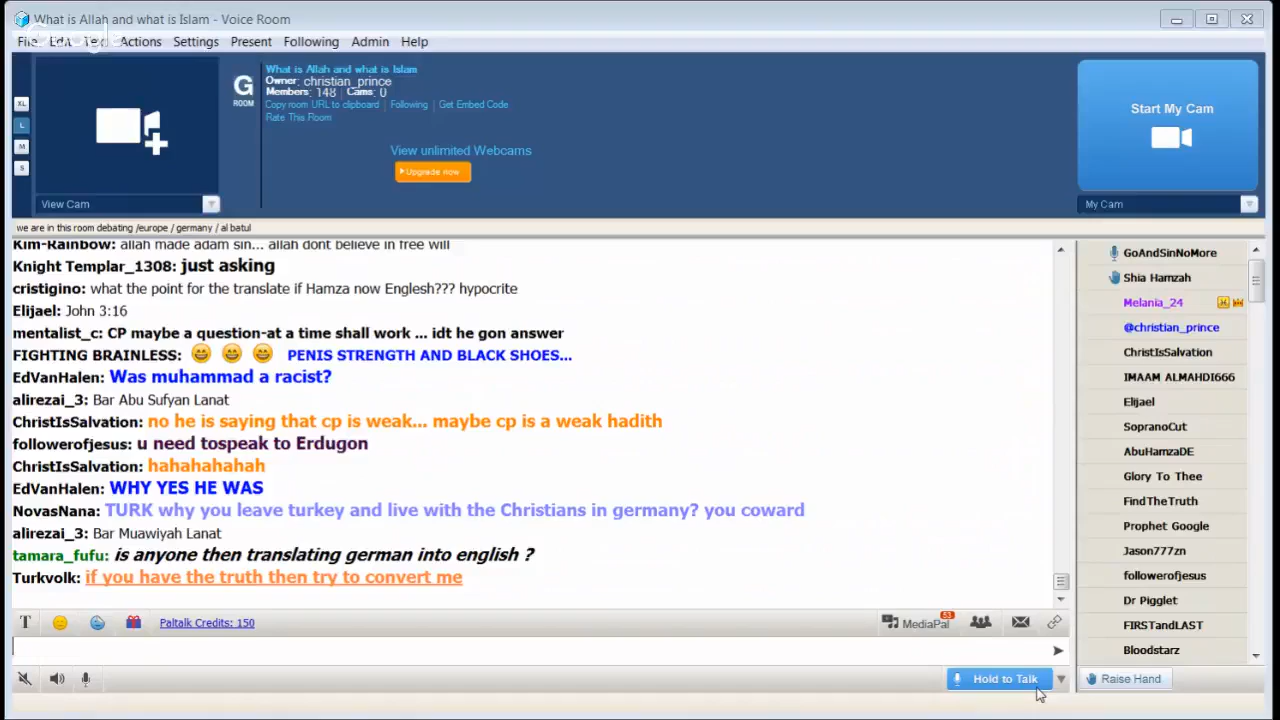 What is Allah and what is Islam - Voice Room
Google
File Edit Text Actions Settings Present Following Admin Help
G
ROOM
What is Allah and what is Islam
Owner: christian_prince
Members: 148 Cams: 0
Copy room URL to clipboard | Following | Get Embed Code
Rate This Room
View unlimited Webcams
Upgrade now
XL
L
M
S
View Cam
Start My Cam
My Cam
we are in this room debating /europe / germany / al batul
Kim-Rainbow: allah made adam sin... allah dont believe in free will
Knight Templar_1308: just asking
cristigino: what the point for the translate if Hamza now Englesh??? hypocrite
Elijael: John 3:16
mentalist_c: CP maybe a question-at a time shall work ... idt he gon answer
FIGHTING BRAINLESS: PENIS STRENGTH AND BLACK SHOES...
EdVanHalen: Was muhammad a racist?
alirezai_3: Bar Abu Sufyan Lanat
ChristIsSalvation: no he is saying that cp is weak... maybe cp is a weak hadith
followerofjesus: u need tospeak to Erdugon
ChristIsSalvation: hahahahahah
EdVanHalen: WHY YES HE WAS
NovasNana: TURK why you leave turkey and live with the Christians in germany? you coward
alirezai_3: Bar Muawiyah Lanat
tamara_fufu: is anyone then translating german into english ?
Turkvolk: if you have the truth then try to convert me
GoAndSinNoMore
Shia Hamzah
Melania_24
@christian_prince
ChristIsSalvation
IMAAM ALMAHDI666
Elijael
SopranoCut
AbuHamzaDE
Glory To Thee
FindTheTruth
Prophet Google
Jason777zn
followerofjesus
Dr Pigglet
FIRSTandLAST
Bloodstarz
T
Paltalk Credits: 150
MediaPal
53
Hold to Talk
Raise Hand